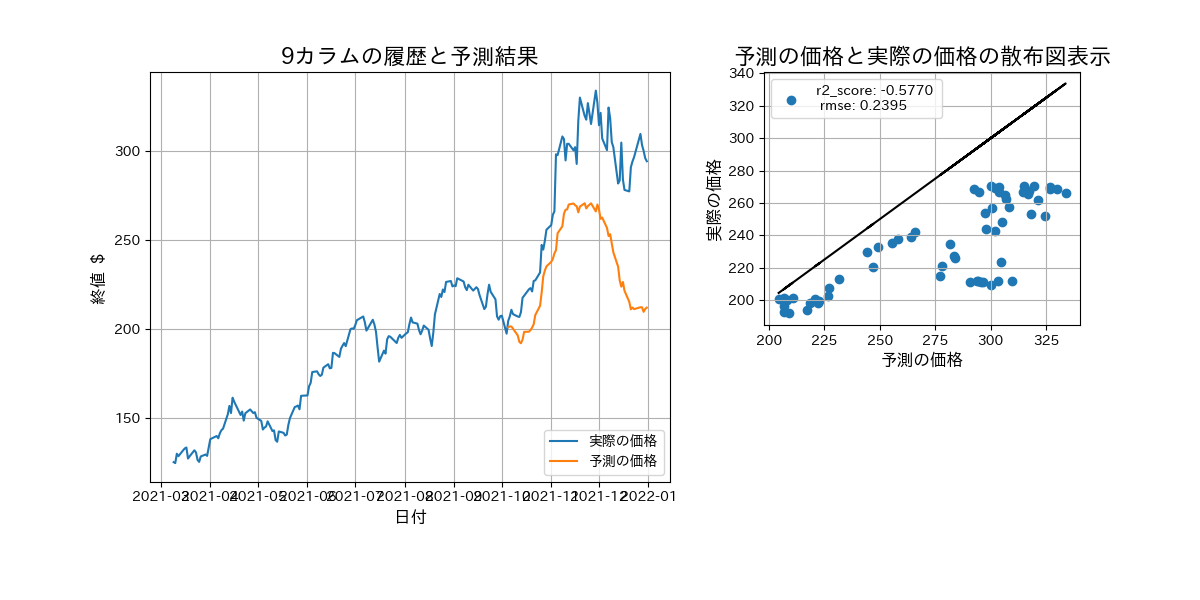 9カラムの履歴と予測結果
終値 $
300
250
200
150
2021-03 2021-04 2021-05 2021-06 2021-07 2021-08 2021-09 2021-10 2021-11 2021-12 2022-01
日付
実際の価格
予測の価格
予測の価格と実際の価格の散布図表示
実際の価格
340
320
300
280
260
240
220
200
r2_score: -0.5770
rmse: 0.2395
200 225 250 275 300 325
予測の価格